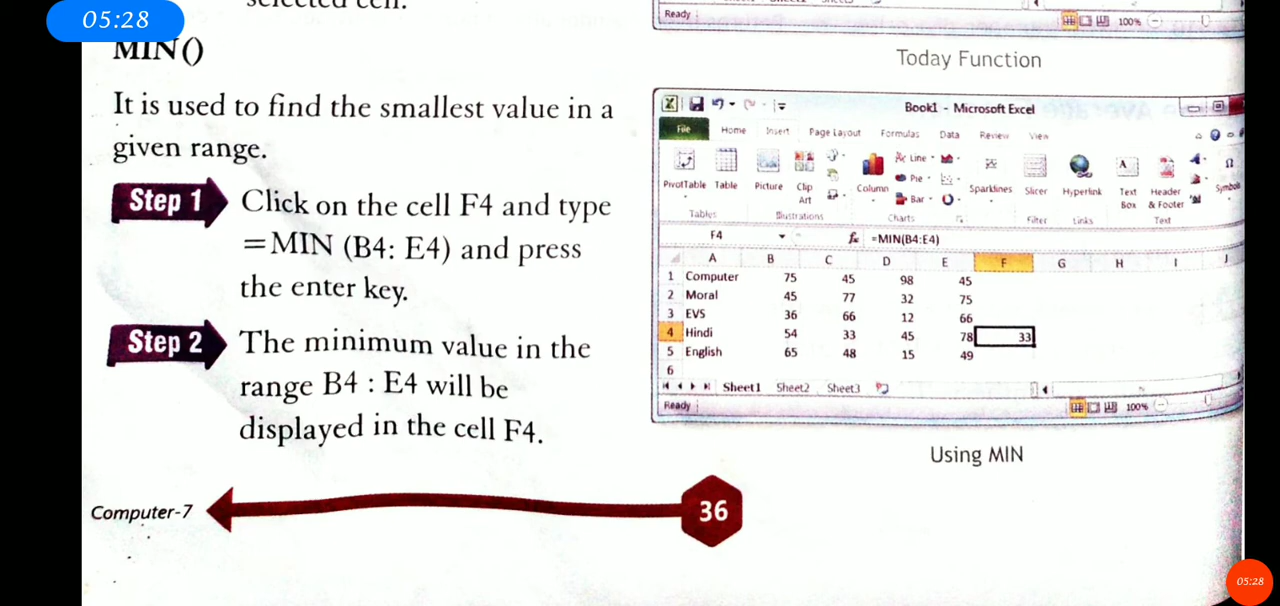 05:28
selected cell.
MIN()
It is used to find the smallest value in a
given range.
Step 1 Click on the cell F4 and type
=MIN (B4: E4) and press
the enter key.
Step 2 The minimum value in the
range B4 : E4 will be
displayed in the cell F4.
Computer-7
36
Ready 100%
Today Function
Book1 - Microsoft Excel
File Home Insert Page Layout Formulas Data Review View
PivotTable Table Picture Clip Art Column Line Pie Bar Sparklines Slicer Hyperlink Text Box Header & Footer
Tables Illustrations Charts Filter Links Text
F4 fx =MIN(B4:E4)
A B C D E F G H I J
1 Computer 75 45 98 45
2 Moral 45 77 32 75
3 EVS 36 66 12 66
4 Hindi 54 33 45 78 33
5 English 65 48 15 49
6
Sheet1 Sheet2 Sheet3
Ready 100%
Using MIN
05:28